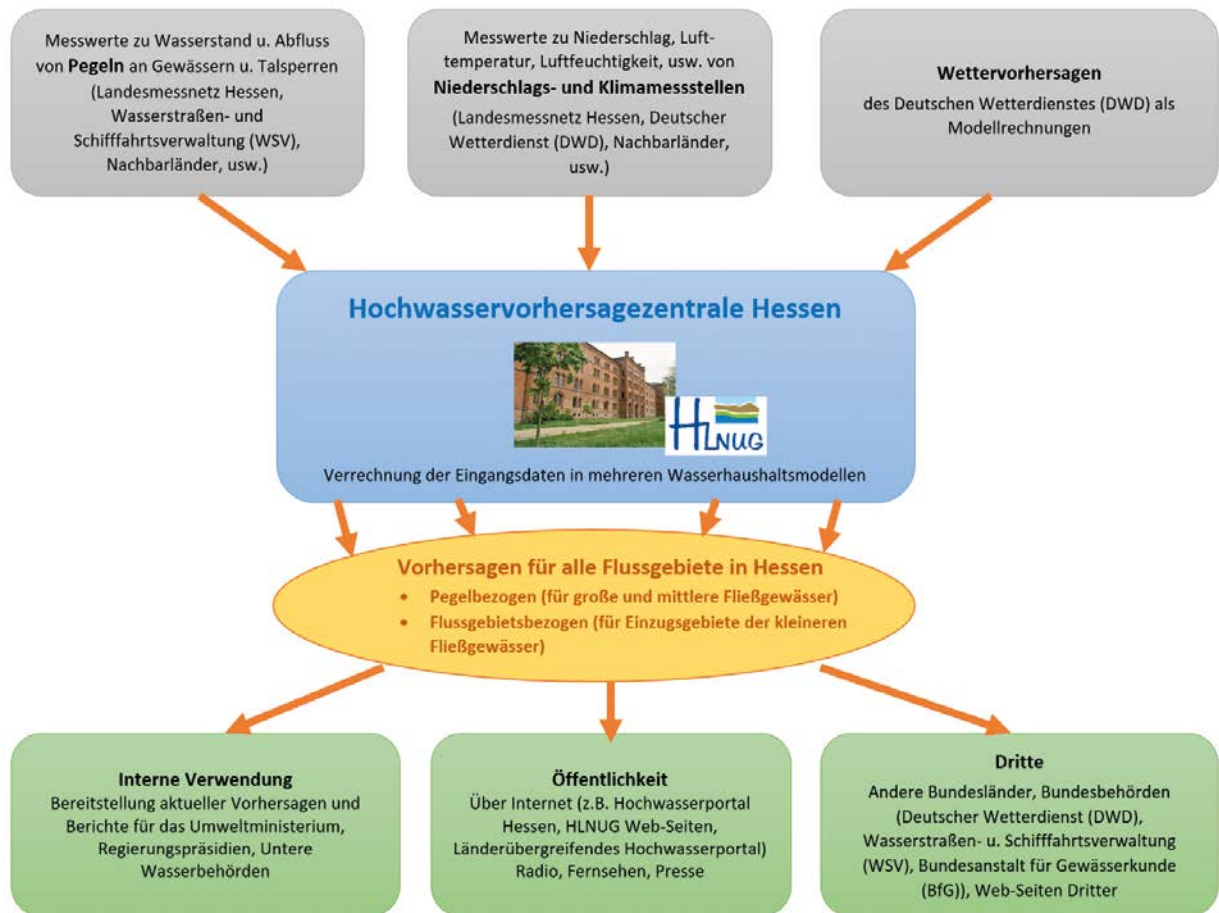 Messwerte zu Wasserstand u. Abfluss
von Pegeln an Gewässern u. Talsperren
(Landesmessnetz Hessen,
Wasserstraßen- und
Schifffahrtsverwaltung (WSV),
Nachbarländer, usw.)
Messwerte zu Niederschlag, Luft-
temperatur, Luftfeuchtigkeit, usw. von
Niederschlags- und Klimamessstellen
(Landesmessnetz Hessen, Deutscher
Wetterdienst (DWD), Nachbarländer,
usw.)
Wettervorhersagen
des Deutschen Wetterdienstes (DWD) als
Modellrechnungen
Hochwasservorhersagezentrale Hessen
HLNUG
Verrechnung der Eingangsdaten in mehreren Wasserhaushaltsmodellen
Vorhersagen für alle Flussgebiete in Hessen
• Pegelbezogen (für große und mittlere Fließgewässer)
• Flussgebietsbezogen (für Einzugsgebiete der kleineren
Fließgewässer)
Interne Verwendung
Bereitstellung aktueller Vorhersagen und
Berichte für das Umweltministerium,
Regierungspräsidien, Untere
Wasserbehörden
Öffentlichkeit
Über Internet (z.B. Hochwasserportal
Hessen, HLNUG Web-Seiten,
Länderübergreifendes Hochwasserportal)
Radio, Fernsehen, Presse
Dritte
Andere Bundesländer, Bundesbehörden
(Deutscher Wetterdienst (DWD),
Wasserstraßen- u. Schifffahrtsverwaltung
(WSV), Bundesanstalt für Gewässerkunde
(BfG)), Web-Seiten Dritter